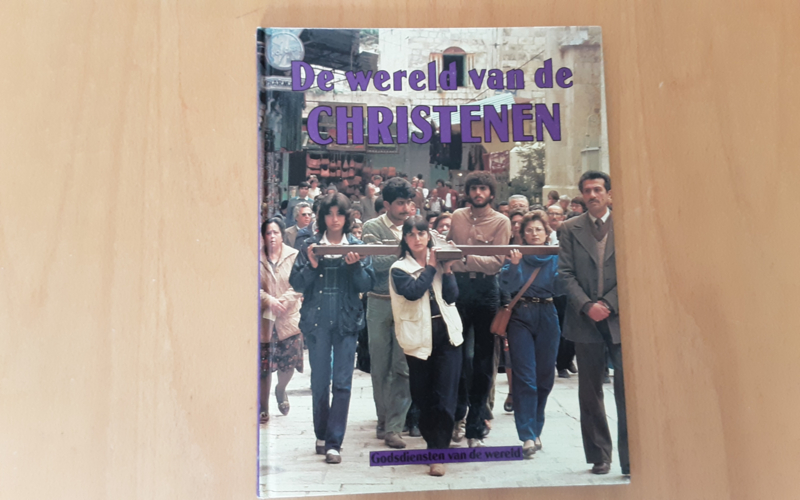 De wereld van de
CHRISTENEN
Godsdiensten van de wereld